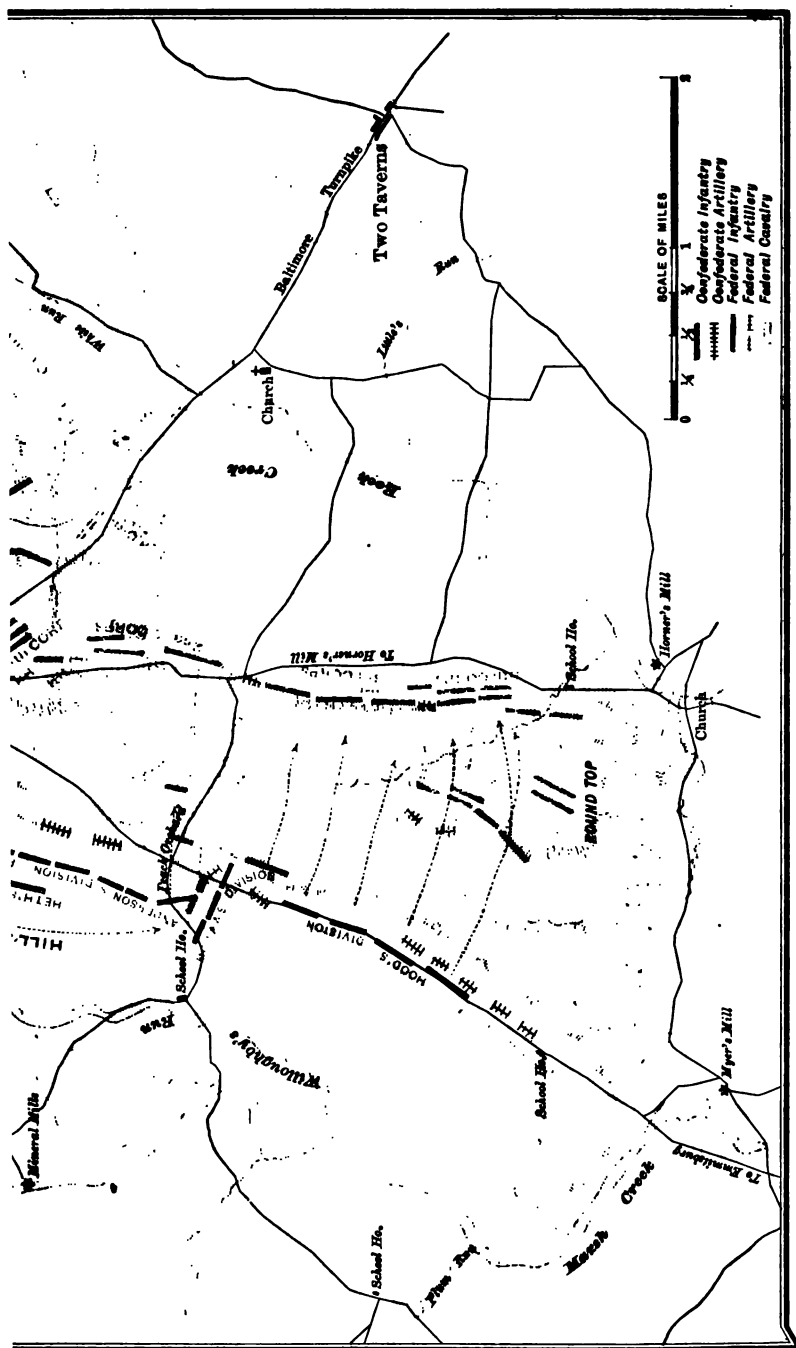 Baltimore
Turnpike
Two Taverns
White Run
Little's
Run
Church
Creek
Rock
To Horner's Mill
School Ho.
Horner's Mill
Church
ROUND TOP
Peach Orchard
ANDERSON'S DIVISION
HILL'S
HOOD'S
DIVISION
DIVISION
School Ho.
Run
Willoughby's
School Ho.
Mineral Mills
School Ho.
Plum Run
Marsh
Creek
Myer's Mill
To Emmitsburg
SCALE OF MILES
0 ¼ ½ ¾ 1 2
Confederate Infantry
Confederate Artillery
Federal Infantry
Federal Artillery
Federal Cavalry